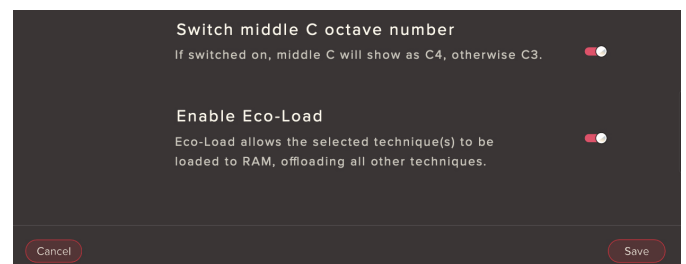 Switch middle C octave number
If switched on, middle C will show as C4, otherwise C3.
Enable Eco-Load
Eco-Load allows the selected technique(s) to be
loaded to RAM, offloading all other techniques.
Cancel
Save